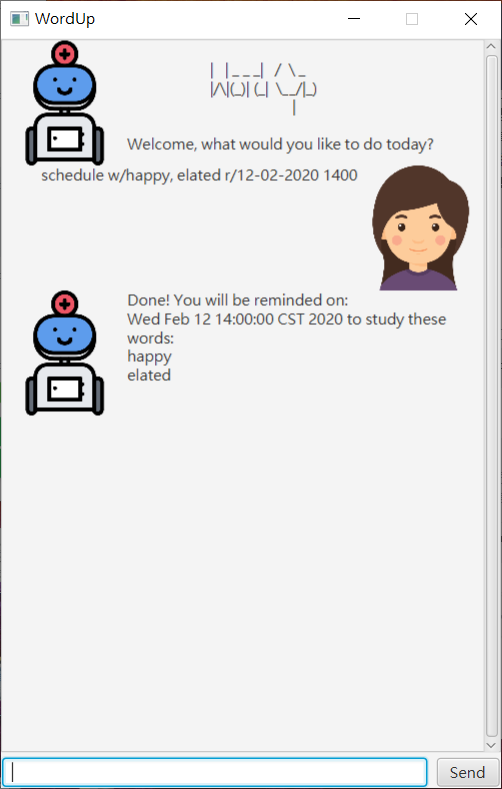 WordUp
|   | _ _ _|   /  \ _
|/\|(_)| (_|  \__/|_)
|
Welcome, what would you like to do today?
schedule w/happy, elated r/12-02-2020 1400
Done! You will be reminded on:
Wed Feb 12 14:00:00 CST 2020 to study these
words:
happy
elated
Send